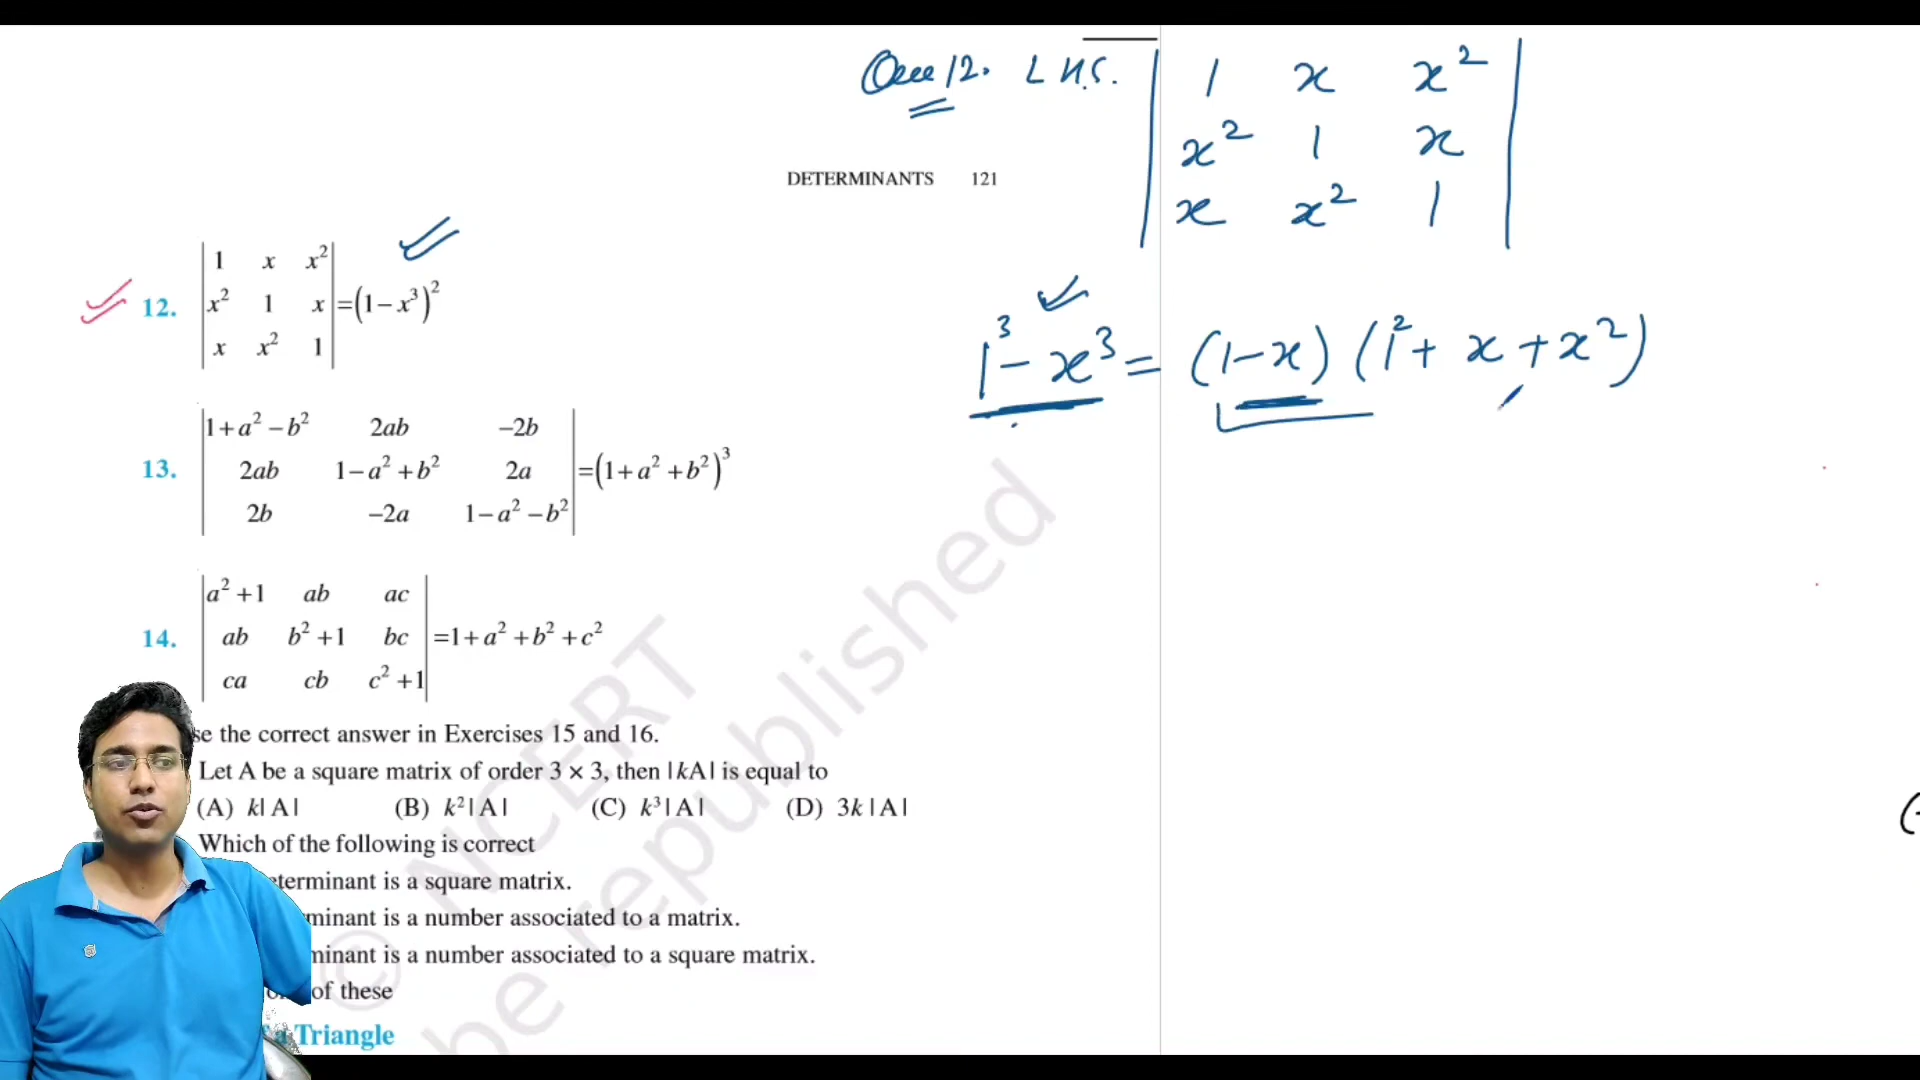 Que 12. L H.S.
1 x x²
x² 1 x
x x² 1
DETERMINANTS 121
12. |1 x x²|
|x² 1 x| =(1−x³)²
|x x² 1|
1³ − x³ = (1−x) (1² + x + x²)
13. |1+a²−b² 2ab −2b|
|2ab 1−a²+b² 2a| =(1+a²+b²)³
|2b −2a 1−a²−b²|
14. |a²+1 ab ac|
|ab b²+1 bc| =1+a²+b²+c²
|ca cb c²+1|
se the correct answer in Exercises 15 and 16.
Let A be a square matrix of order 3 × 3, then |kA| is equal to
(A) k|A| (B) k²|A| (C) k³|A| (D) 3k|A|
Which of the following is correct
terminant is a square matrix.
minant is a number associated to a matrix.
minant is a number associated to a square matrix.
of these
Triangle
© NCERT
be republished